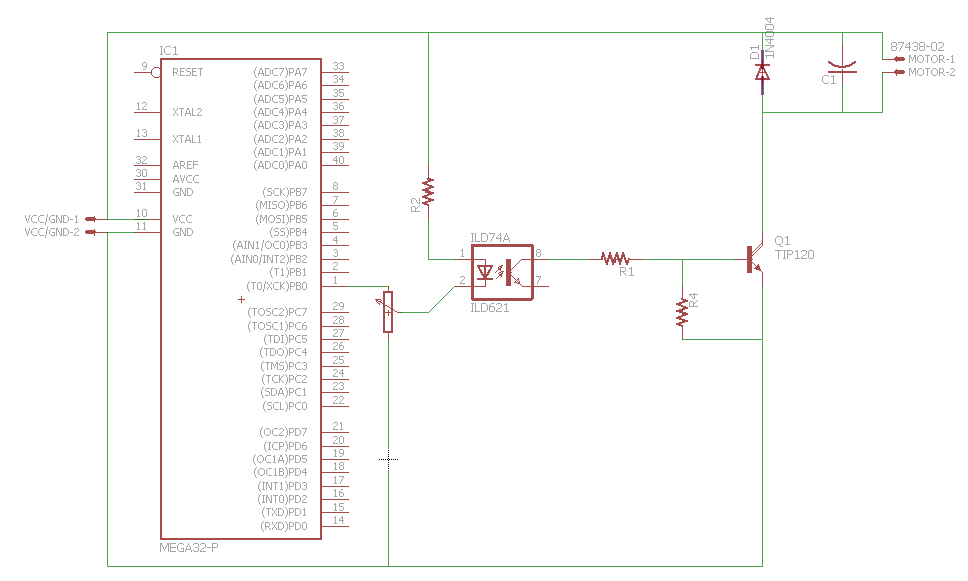 IC1
9 RESET
12 XTAL2
13 XTAL1
32 AREF
30 AVCC
31 GND
VCC/GND-1 10 VCC
VCC/GND-2 11 GND
(ADC7)PA7 33
(ADC6)PA6 34
(ADC5)PA5 35
(ADC4)PA4 36
(ADC3)PA3 37
(ADC2)PA2 38
(ADC1)PA1 39
(ADC0)PA0 40
(SCK)PB7 8
(MISO)PB6 7
(MOSI)PB5 6
(SS)PB4 5
(AIN1/OC0)PB3 4
(AIN0/INT2)PB2 3
(T1)PB1 2
(T0/XCK)PB0 1
(TOSC2)PC7 29
(TOSC1)PC6 28
(TDI)PC5 27
(TDO)PC4 26
(TMS)PC3 25
(TCK)PC2 24
(SDA)PC1 23
(SCL)PC0 22
(OC2)PD7 21
(ICP)PD6 20
(OC1A)PD5 19
(OC1B)PD4 18
(INT1)PD3 17
(INT0)PD2 16
(TXD)PD1 15
(RXD)PD0 14
MEGA32-P
R2
ILD74A
1 8
2 7
ILD621
R1
R4
Q1
TIP120
D1
1N4004
C1
87438-02
MOTOR-1
MOTOR-2